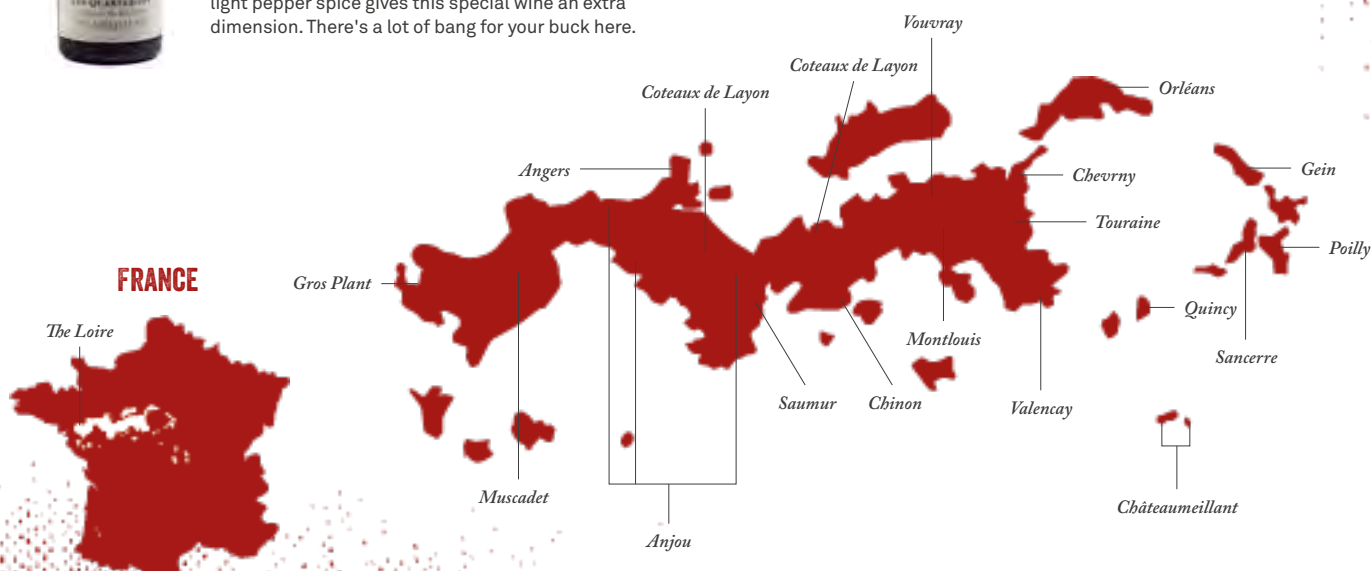 light pepper spice gives this special wine an extra
dimension. There's a lot of bang for your buck here.
Vouvray
Coteaux de Layon
Coteaux de Layon
Orléans
Angers
Gein
Chevrny
Touraine
Poilly
FRANCE
Gros Plant
Quincy
The Loire
Montlouis
Sancerre
Saumur
Chinon
Valencay
Muscadet
Châteaumeillant
Anjou